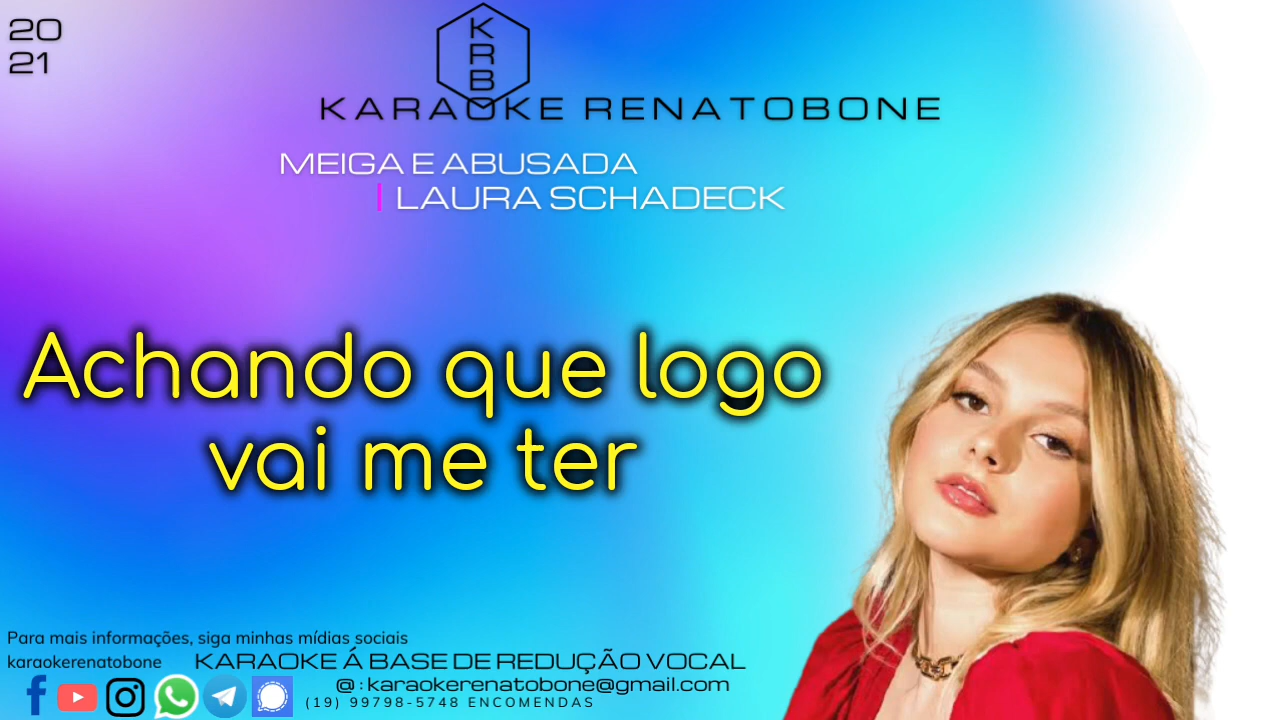 20
21
KRB
KARAOKE RENATOBONE
MEIGA E ABUSADA
| LAURA SCHADECK
Achando que logo
vai me ter
Para mais informações, siga minhas mídias sociais
karaokerenatobone
KARAOKE Á BASE DE REDUÇÃO VOCAL
@ : karaokerenatobone@gmail.com
(19) 99798-5748 ENCOMENDAS